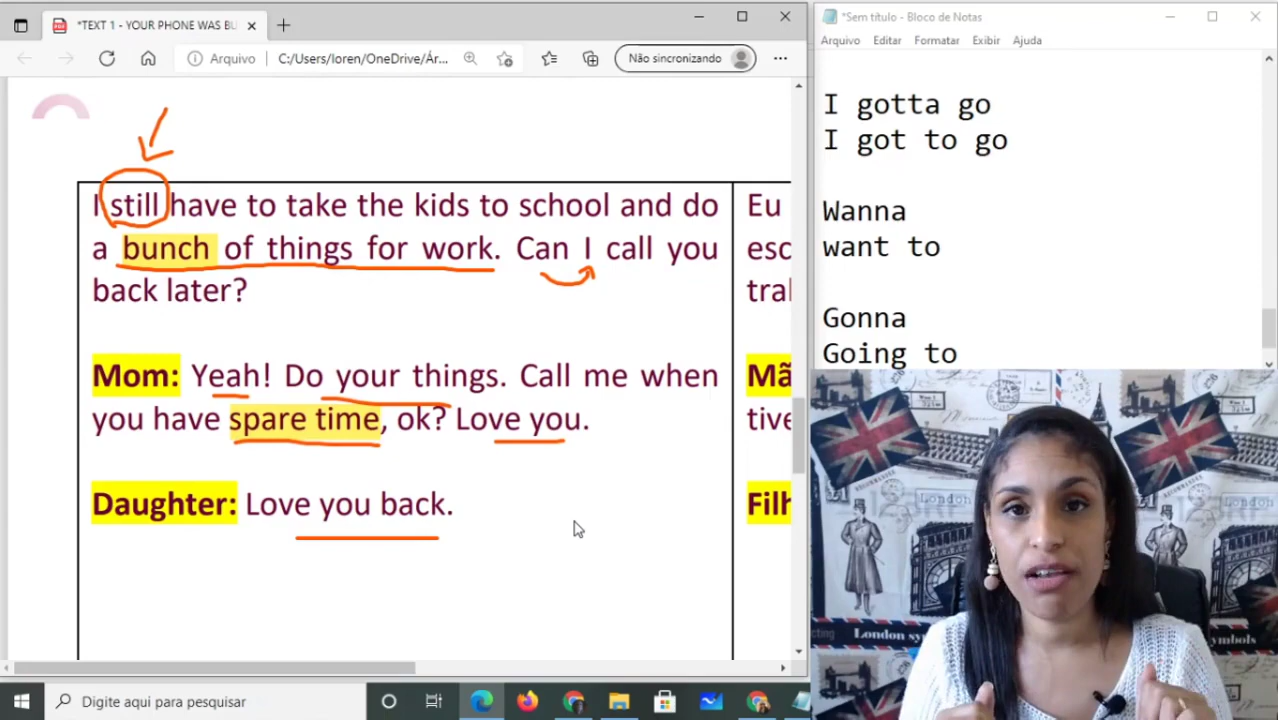 *TEXT 1 - YOUR PHONE WAS BU
Arquivo C:/Users/loren/OneDrive/Ár... Não sincronizando
I still have to take the kids to school and do
a bunch of things for work. Can I call you
back later?
Mom: Yeah! Do your things. Call me when
you have spare time, ok? Love you.
Daughter: Love you back.
Eu
esc
tral
Mã
tive
Filh
*Sem título - Bloco de Notas
Arquivo Editar Formatar Exibir Ajuda
I gotta go
I got to go
Wanna
want to
Gonna
Going to
London
London sy
symbols
Digite aqui para pesquisar